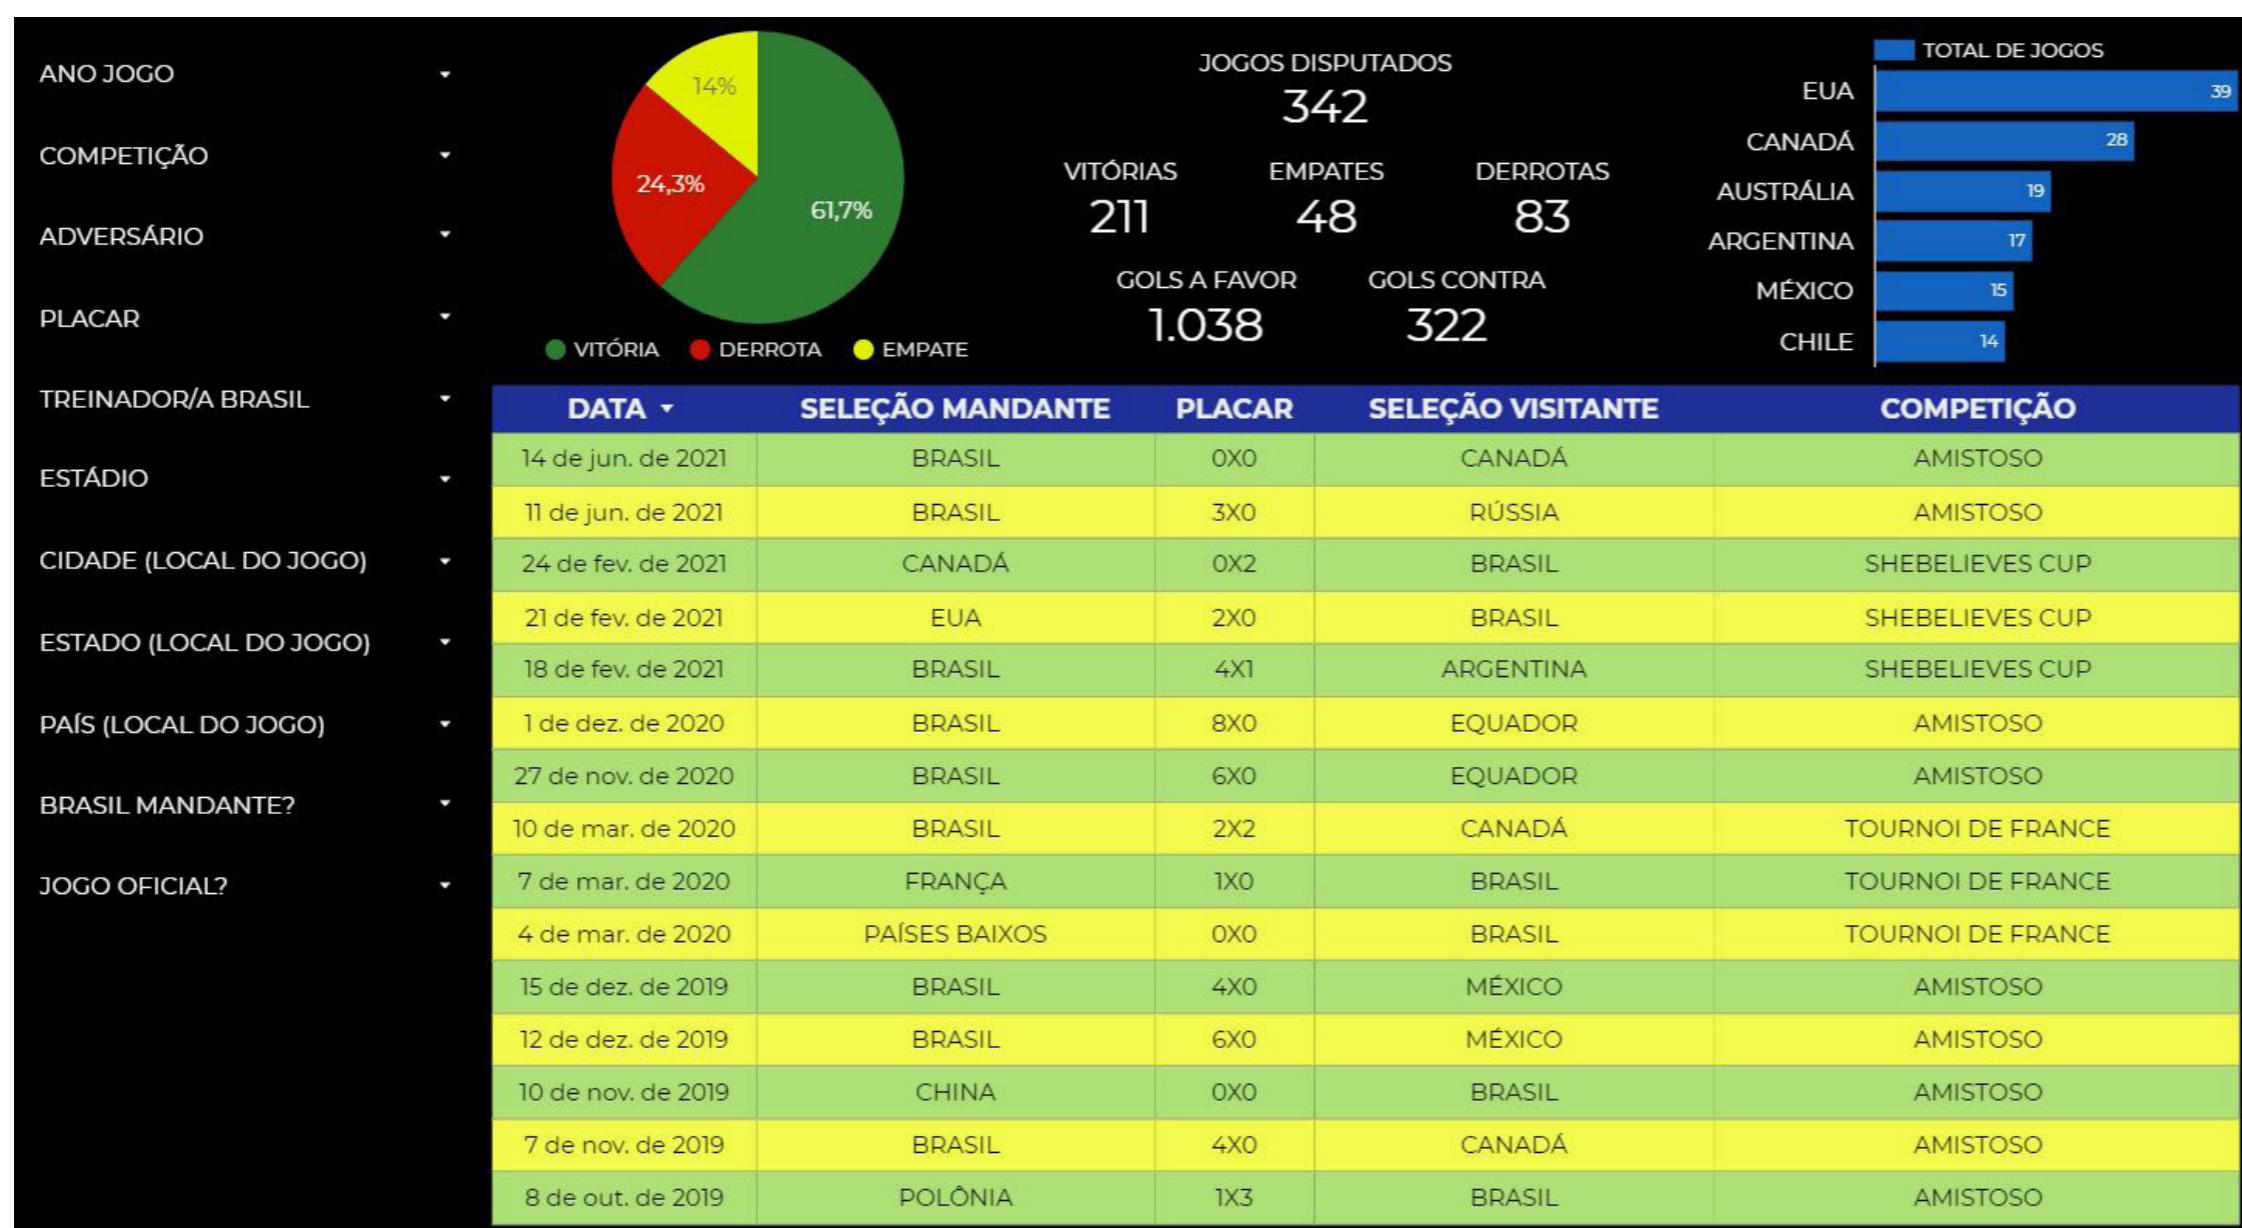 ANO JOGO
COMPETIÇÃO
ADVERSÁRIO
PLACAR
TREINADOR/A BRASIL
ESTÁDIO
CIDADE (LOCAL DO JOGO)
ESTADO (LOCAL DO JOGO)
PAÍS (LOCAL DO JOGO)
BRASIL MANDANTE?
JOGO OFICIAL?
14%
24,3%
61,7%
VITÓRIA DERROTA EMPATE
JOGOS DISPUTADOS
342
VITÓRIAS EMPATES DERROTAS
211 48 83
GOLS A FAVOR GOLS CONTRA
1.038 322
TOTAL DE JOGOS
EUA 39
CANADÁ 28
AUSTRÁLIA 19
ARGENTINA 17
MÉXICO 15
CHILE 14
DATA SELEÇÃO MANDANTE PLACAR SELEÇÃO VISITANTE COMPETIÇÃO
14 de jun. de 2021 BRASIL 0X0 CANADÁ AMISTOSO
11 de jun. de 2021 BRASIL 3X0 RÚSSIA AMISTOSO
24 de fev. de 2021 CANADÁ 0X2 BRASIL SHEBELIEVES CUP
21 de fev. de 2021 EUA 2X0 BRASIL SHEBELIEVES CUP
18 de fev. de 2021 BRASIL 4X1 ARGENTINA SHEBELIEVES CUP
1 de dez. de 2020 BRASIL 8X0 EQUADOR AMISTOSO
27 de nov. de 2020 BRASIL 6X0 EQUADOR AMISTOSO
10 de mar. de 2020 BRASIL 2X2 CANADÁ TOURNOI DE FRANCE
7 de mar. de 2020 FRANÇA 1X0 BRASIL TOURNOI DE FRANCE
4 de mar. de 2020 PAÍSES BAIXOS 0X0 BRASIL TOURNOI DE FRANCE
15 de dez. de 2019 BRASIL 4X0 MÉXICO AMISTOSO
12 de dez. de 2019 BRASIL 6X0 MÉXICO AMISTOSO
10 de nov. de 2019 CHINA 0X0 BRASIL AMISTOSO
7 de nov. de 2019 BRASIL 4X0 CANADÁ AMISTOSO
8 de out. de 2019 POLÔNIA 1X3 BRASIL AMISTOSO